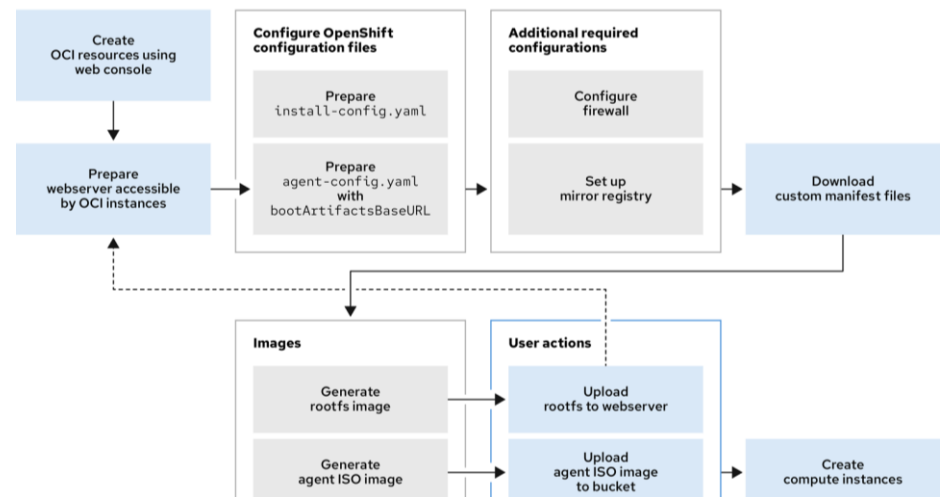 Create
OCI resources using
web console
Configure OpenShift
configuration files
Additional required
configurations
Prepare
install-config.yaml
Configure
firewall
Prepare
webserver accessible
by OCI instances
Prepare
agent-config.yaml
with
bootArtifactsBaseURL
Set up
mirror registry
Download
custom manifest files
Images
User actions
Generate
rootfs image
Upload
rootfs to webserver
Generate
agent ISO image
Upload
agent ISO image
to bucket
Create
compute instances